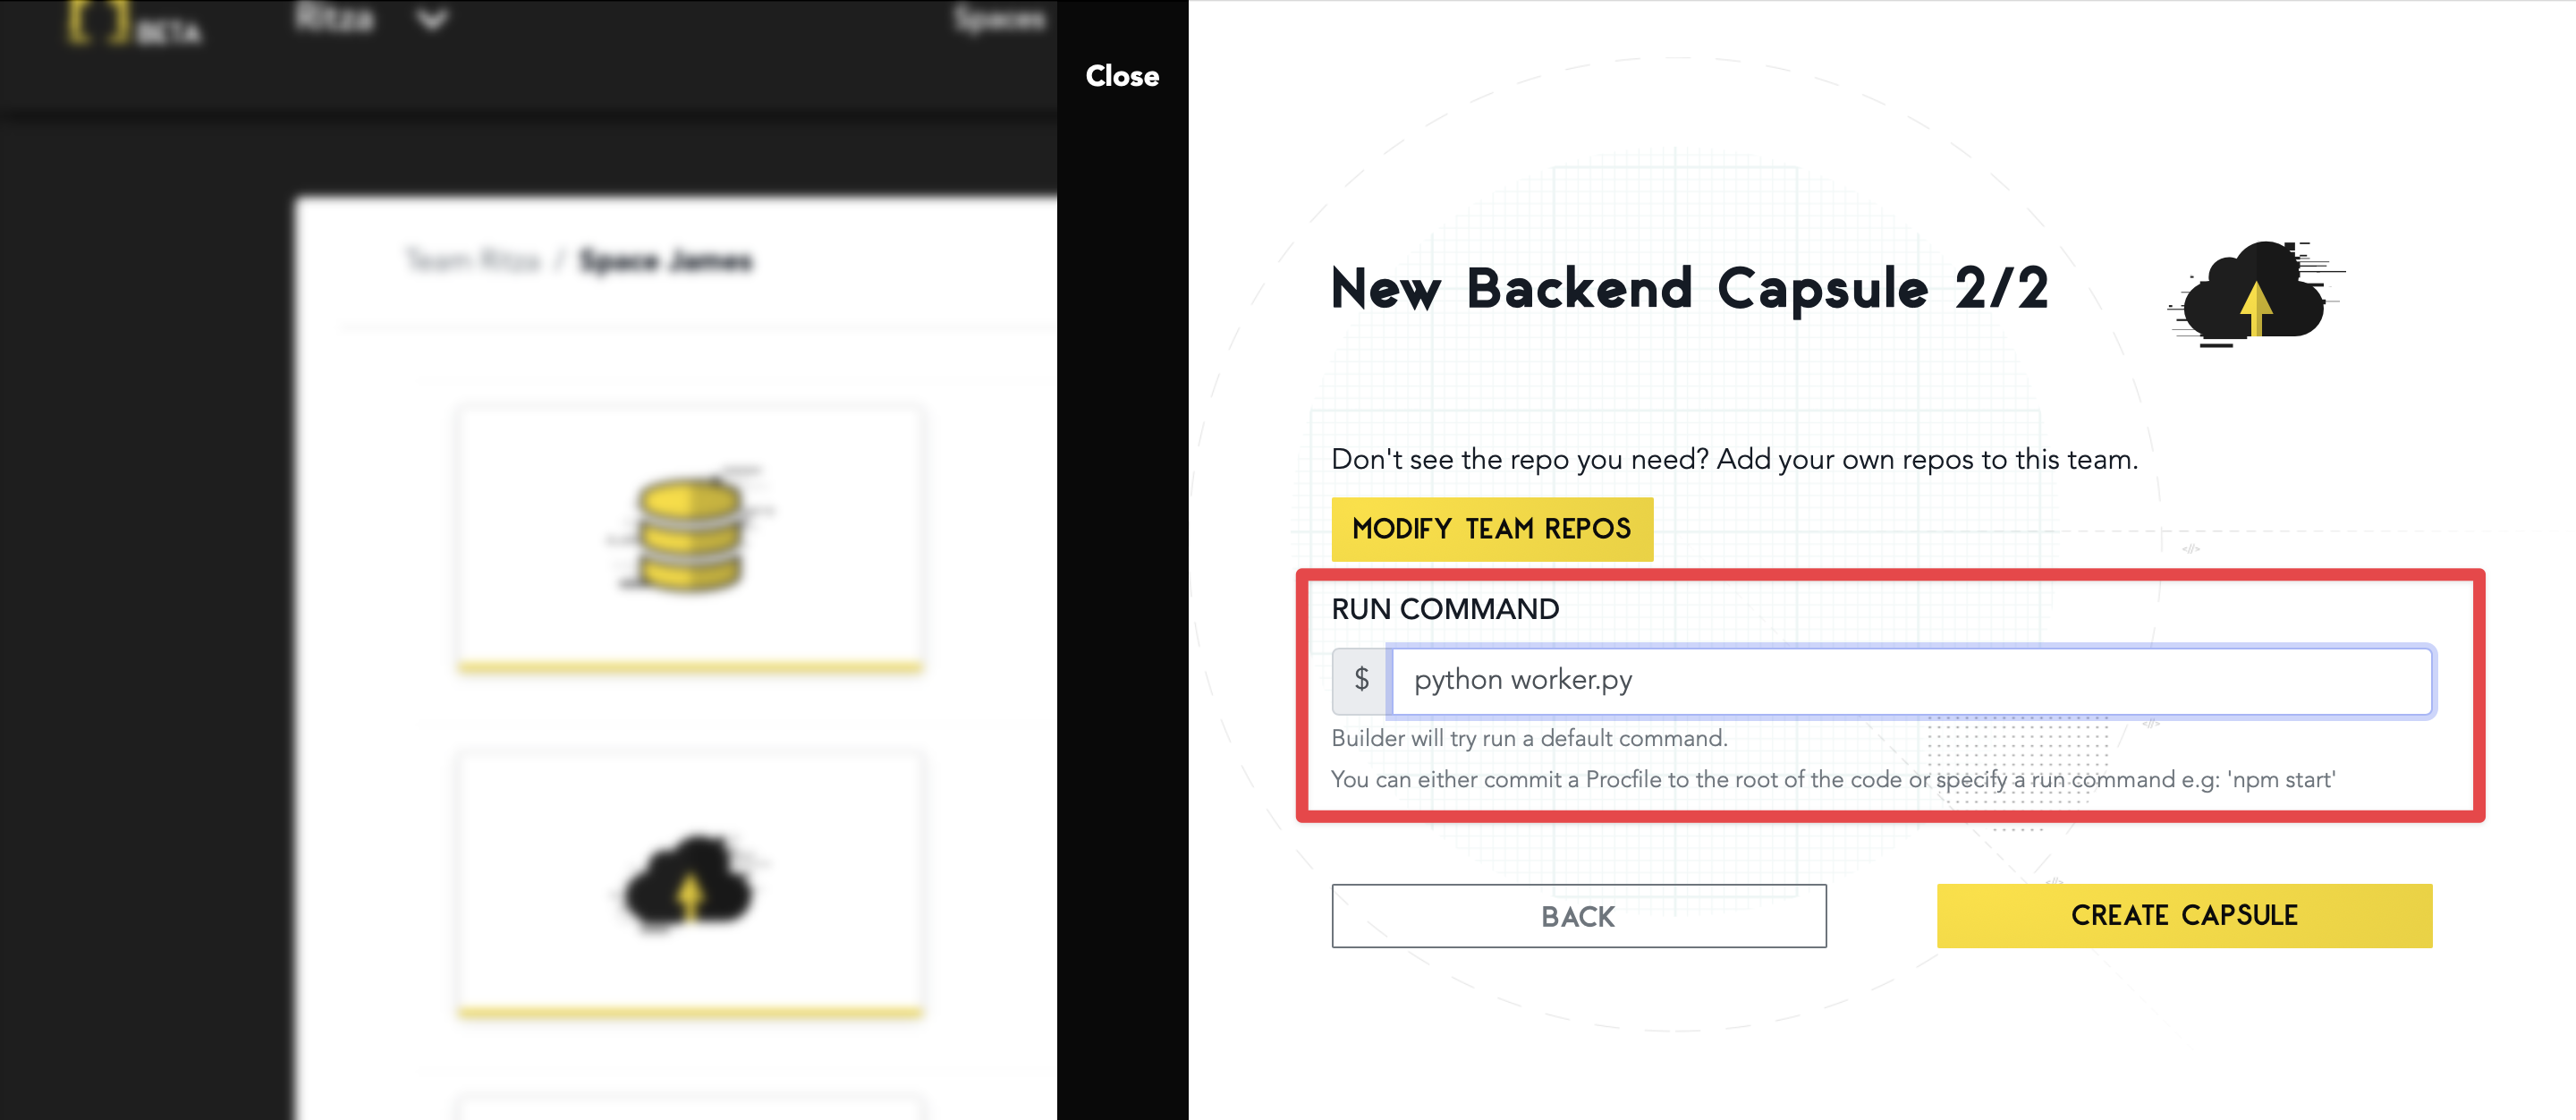 BETA
Ritza
Spaces
Close
Team Ritza / Space James
New Backend Capsule 2/2
Don't see the repo you need? Add your own repos to this team.
MODIFY TEAM REPOS
RUN COMMAND
$ python worker.py
Builder will try run a default command.
You can either commit a Procfile to the root of the code or specify a run command e.g: 'npm start'
BACK
CREATE CAPSULE